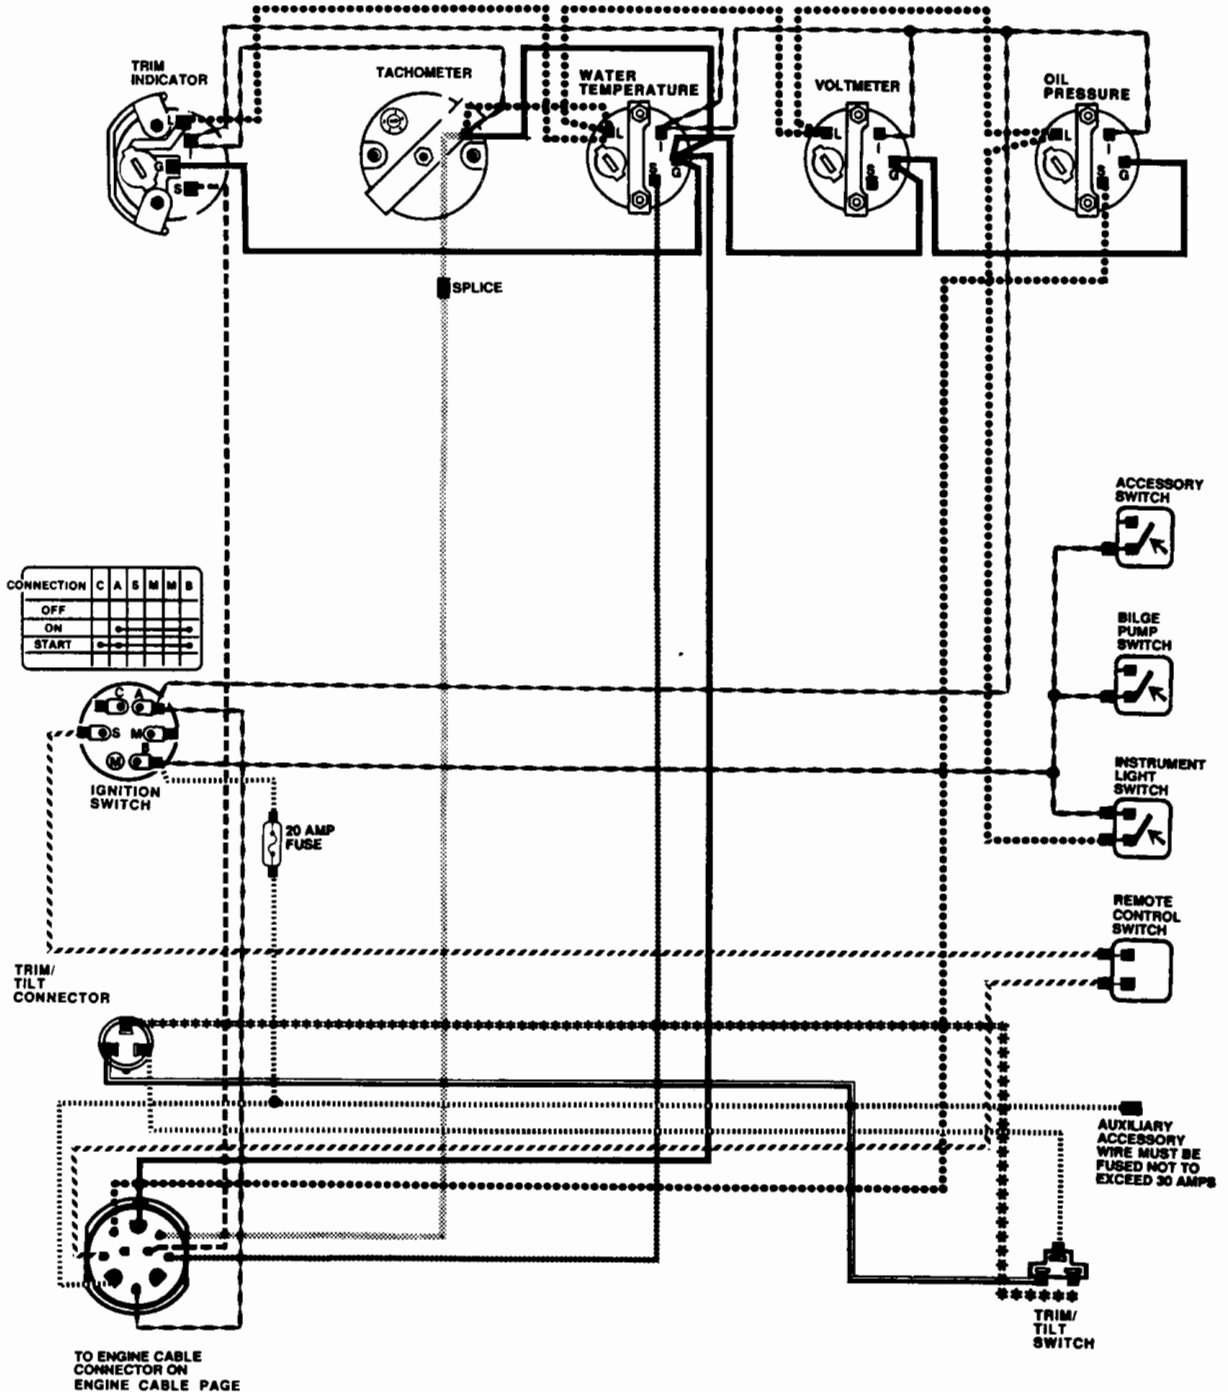 TRIM
INDICATOR
TACHOMETER
WATER
TEMPERATURE
VOLTMETER
OIL
PRESSURE
L
I
G
S
L
I
S
G
L
I
S
G
L
I
S
G
SPLICE
ACCESSORY
SWITCH
CONNECTION C A S M M B
OFF
ON
START
BILGE
PUMP
SWITCH
C A
S M
B
M
IGNITION
SWITCH
INSTRUMENT
LIGHT
SWITCH
20 AMP
FUSE
REMOTE
CONTROL
SWITCH
TRIM/
TILT
CONNECTOR
AUXILIARY
ACCESSORY
WIRE MUST BE
FUSED NOT TO
EXCEED 30 AMPS
TRIM/
TILT
SWITCH
TO ENGINE CABLE
CONNECTOR ON
ENGINE CABLE PAGE